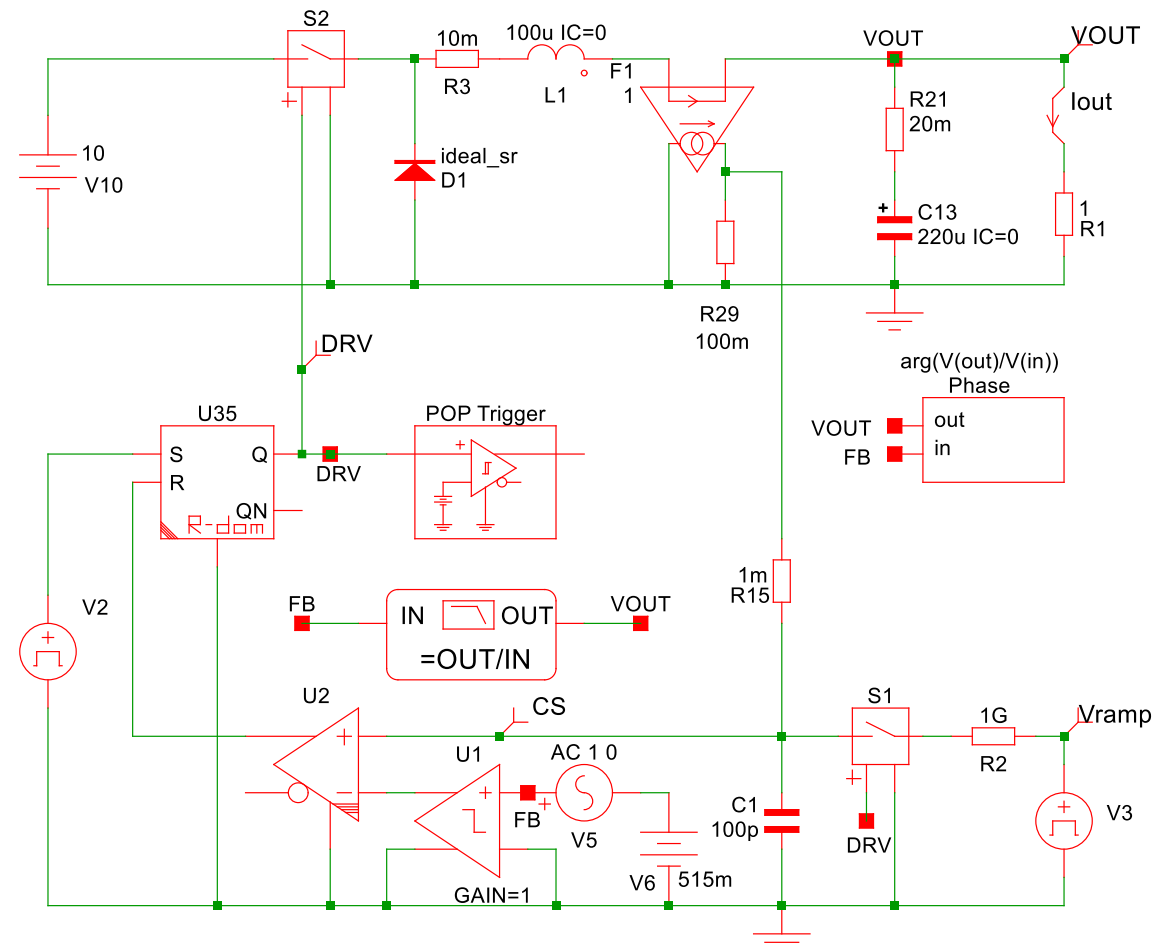 S2
10
V10
10m
R3
100u IC=0
L1
F1
1
VOUT
VOUT
R21
20m
Iout
ideal_sr
D1
C13
220u IC=0
1
R1
R29
100m
DRV
arg(V(out)/V(in))
Phase
VOUT
out
FB
in
U35
S
Q
R
QN
R-dom
POP Trigger
DRV
1m
R15
V2
FB
IN
OUT
VOUT
=OUT/IN
U2
CS
U1
AC 1 0
FB
V5
V6
515m
GAIN=1
C1
100p
S1
DRV
1G
R2
Vramp
V3